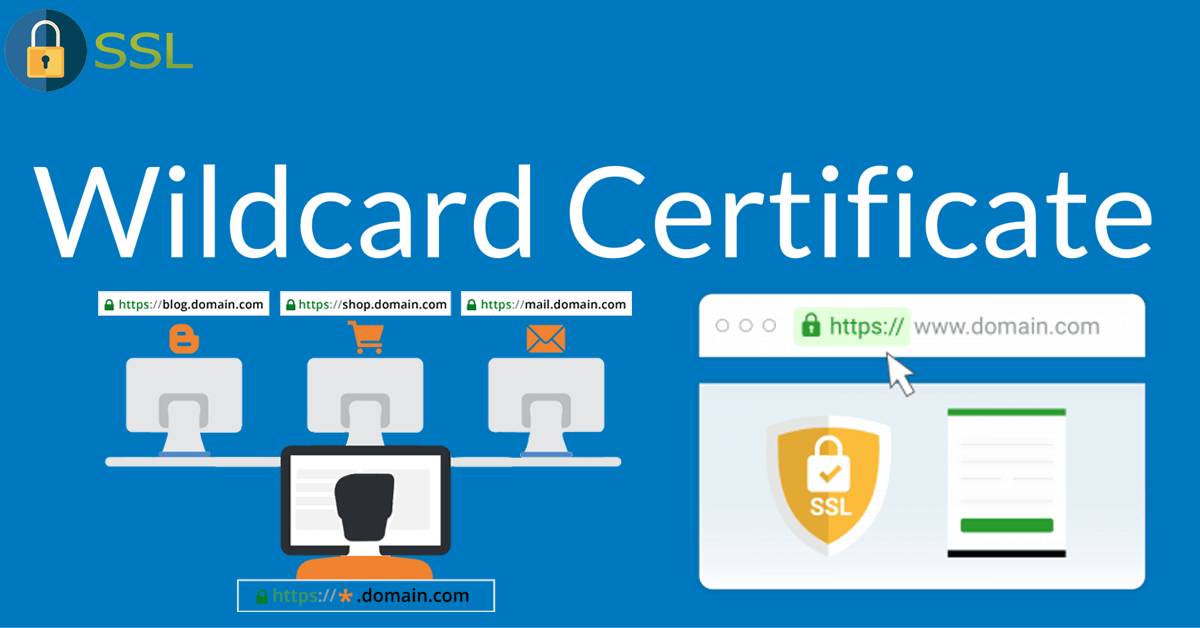 SSL
Wildcard Certificate
https://blog.domain.com
https://shop.domain.com
https://mail.domain.com
https://*.domain.com
https:// www.domain.com
SSL